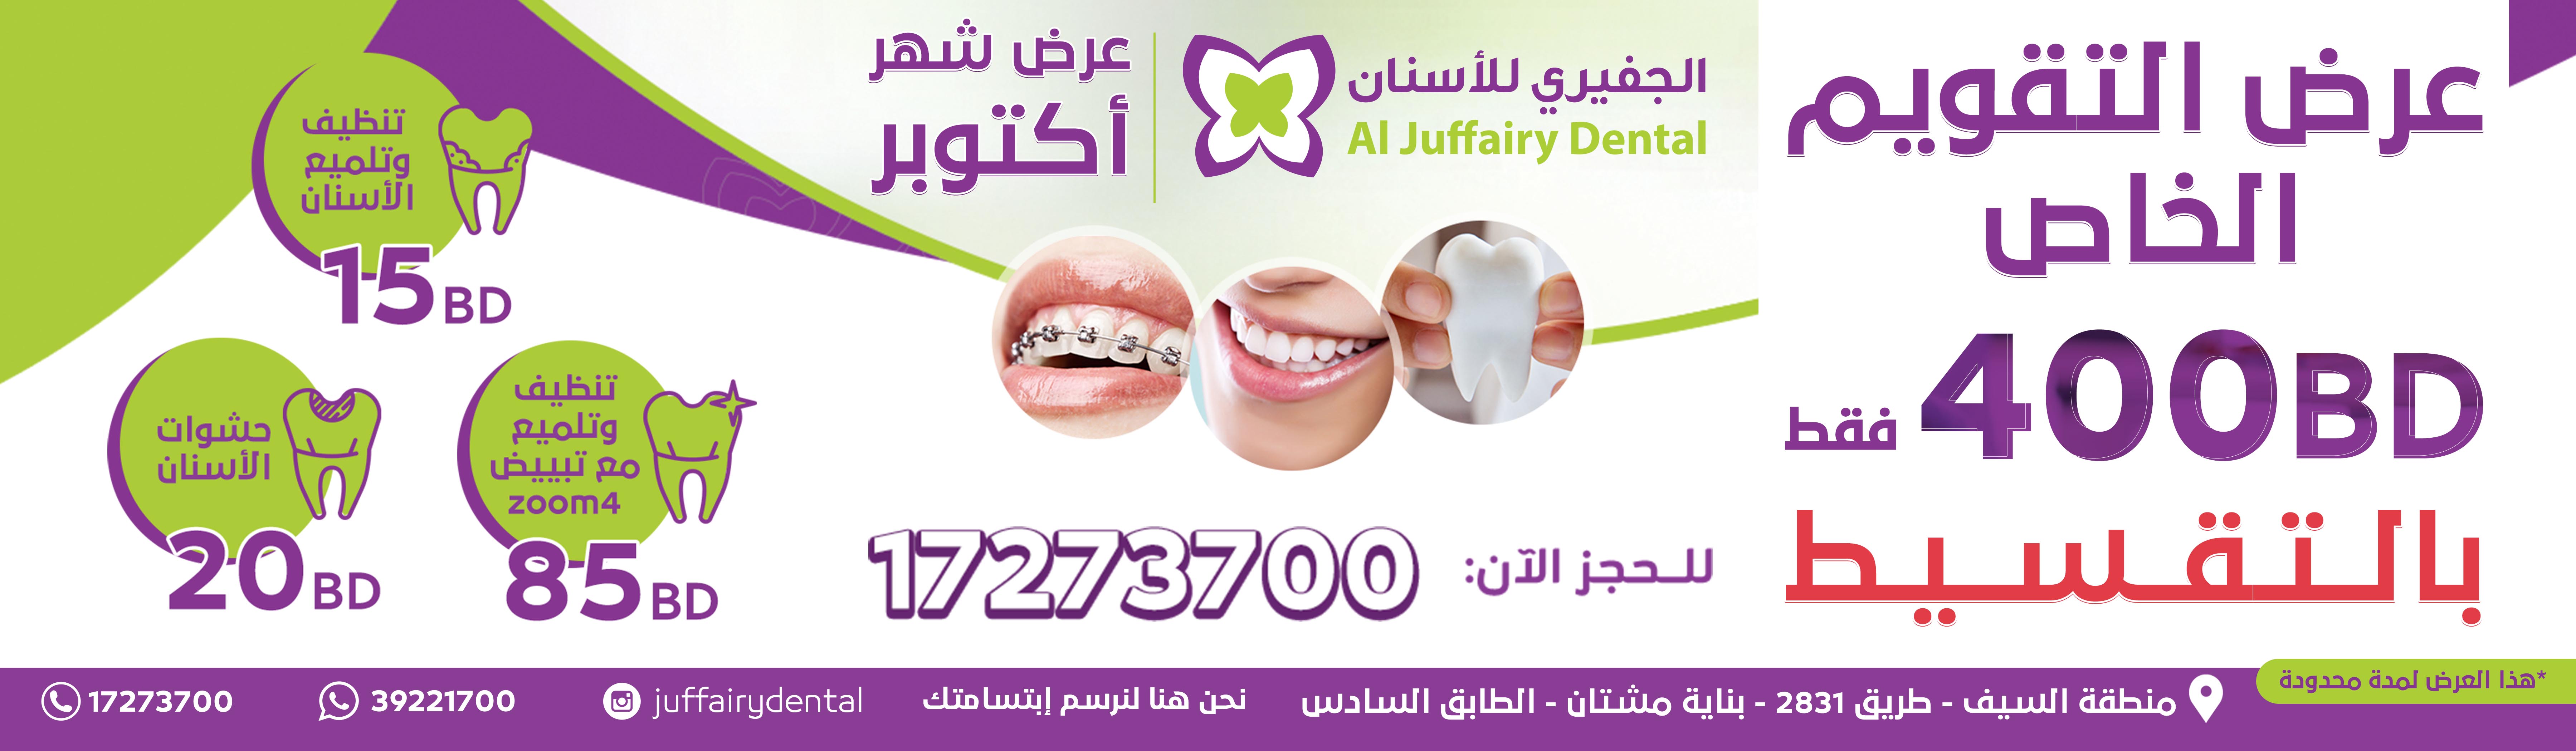 عرض التقويم
الخاص
400BD فقط
بالتقسيط
الجفيري للأسنان
Al Juffairy Dental
عرض شهر
أكتوبر
للحجز الآن: 17273700
تنظيف
وتلميع
الأسنان
15BD
تنظيف
وتلميع
مع تبييض
zoom4
85BD
حشوات
الأسنان
20BD
*هذا العرض لمدة محدودة
منطقة السيف - طريق 2831 - بناية مشتان - الطابق السادس
نحن هنا لنرسم إبتسامتك
juffairydental
39221700
17273700